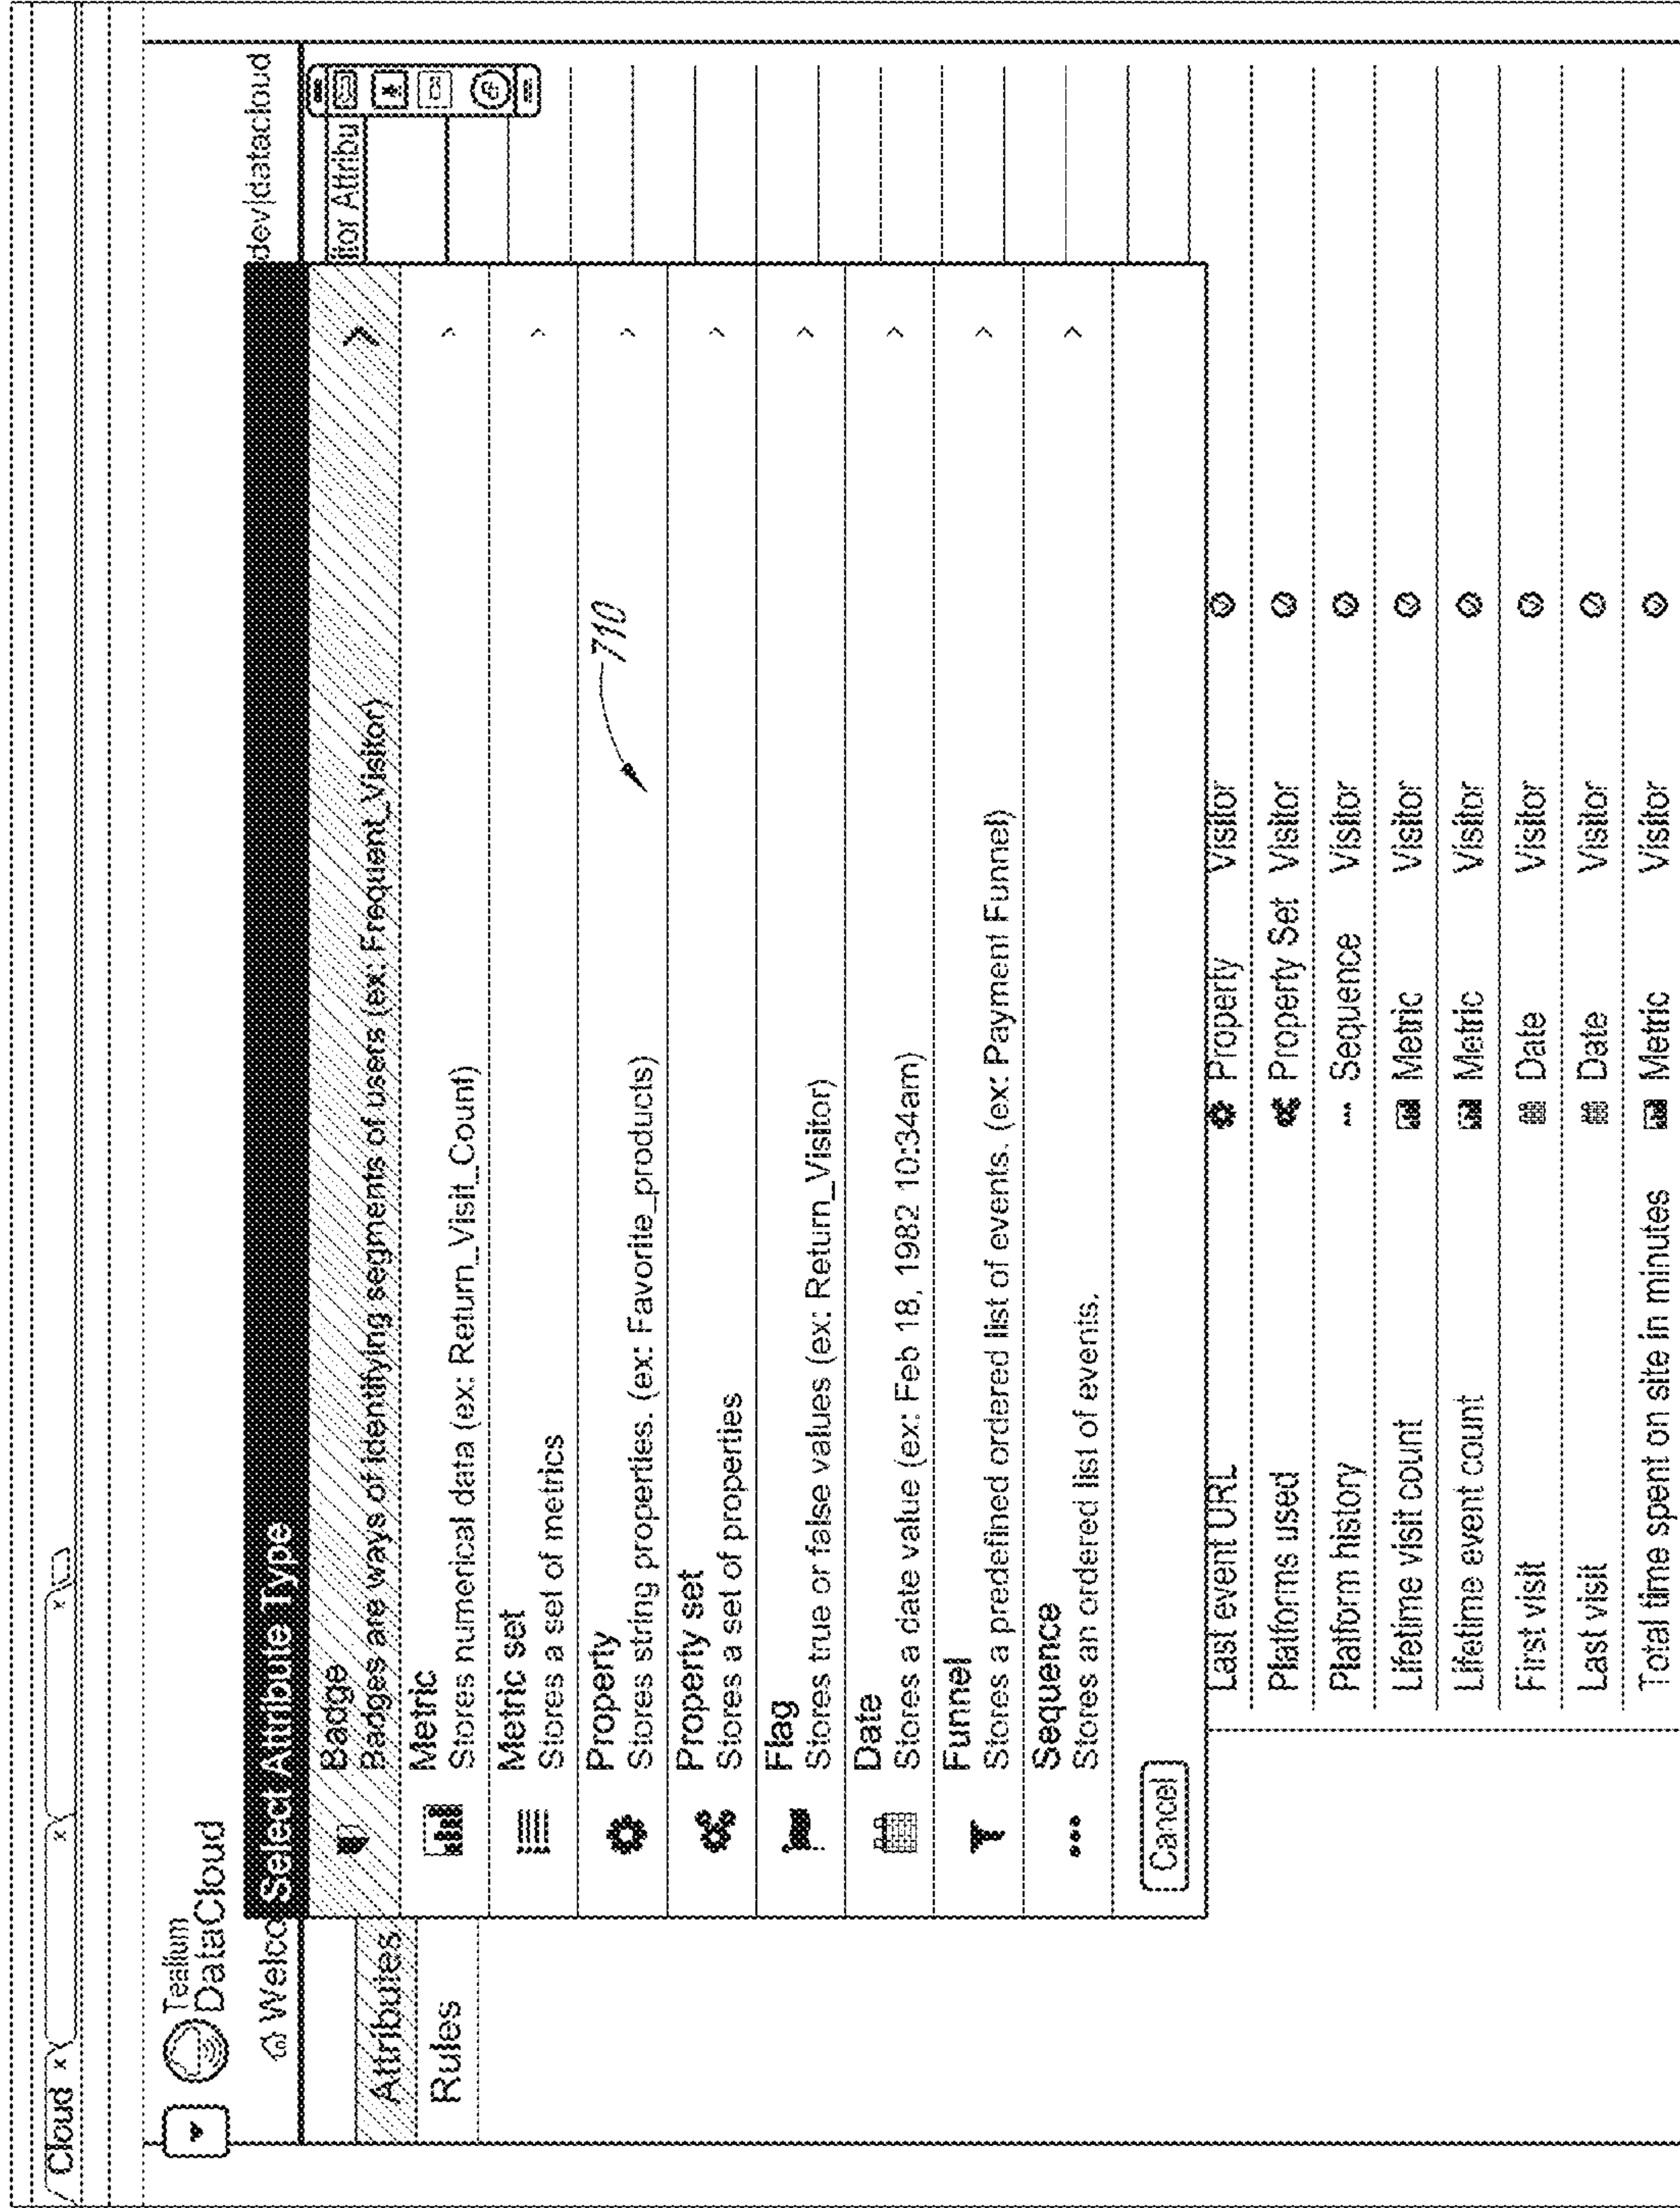 Cloud x
x
x
Tealium
DataCloud
Welco
dev|datacloud
Select Attribute Type
itor Attribu
Attributes
Rules
Badge
Badges are ways of identifying segments of users (ex: Frequent_Visitor)
Metric
Stores numerical data (ex: Return_Visit_Count)
Metric set
Stores a set of metrics
Property
Stores string properties. (ex: Favorite_products)
710
Property set
Stores a set of properties
Flag
Stores true or false values (ex: Return_Visitor)
Date
Stores a date value (ex: Feb 18, 1982 10:34am)
Funnel
Stores a predefined ordered list of events. (ex: Payment Funnel)
Sequence
Stores an ordered list of events.
Cancel
Last event URL Property Visitor
Platforms used Property Set Visitor
Platform history Sequence Visitor
Lifetime visit count Metric Visitor
Lifetime event count Metric Visitor
First visit Date Visitor
Last visit Date Visitor
Total time spent on site in minutes Metric Visitor